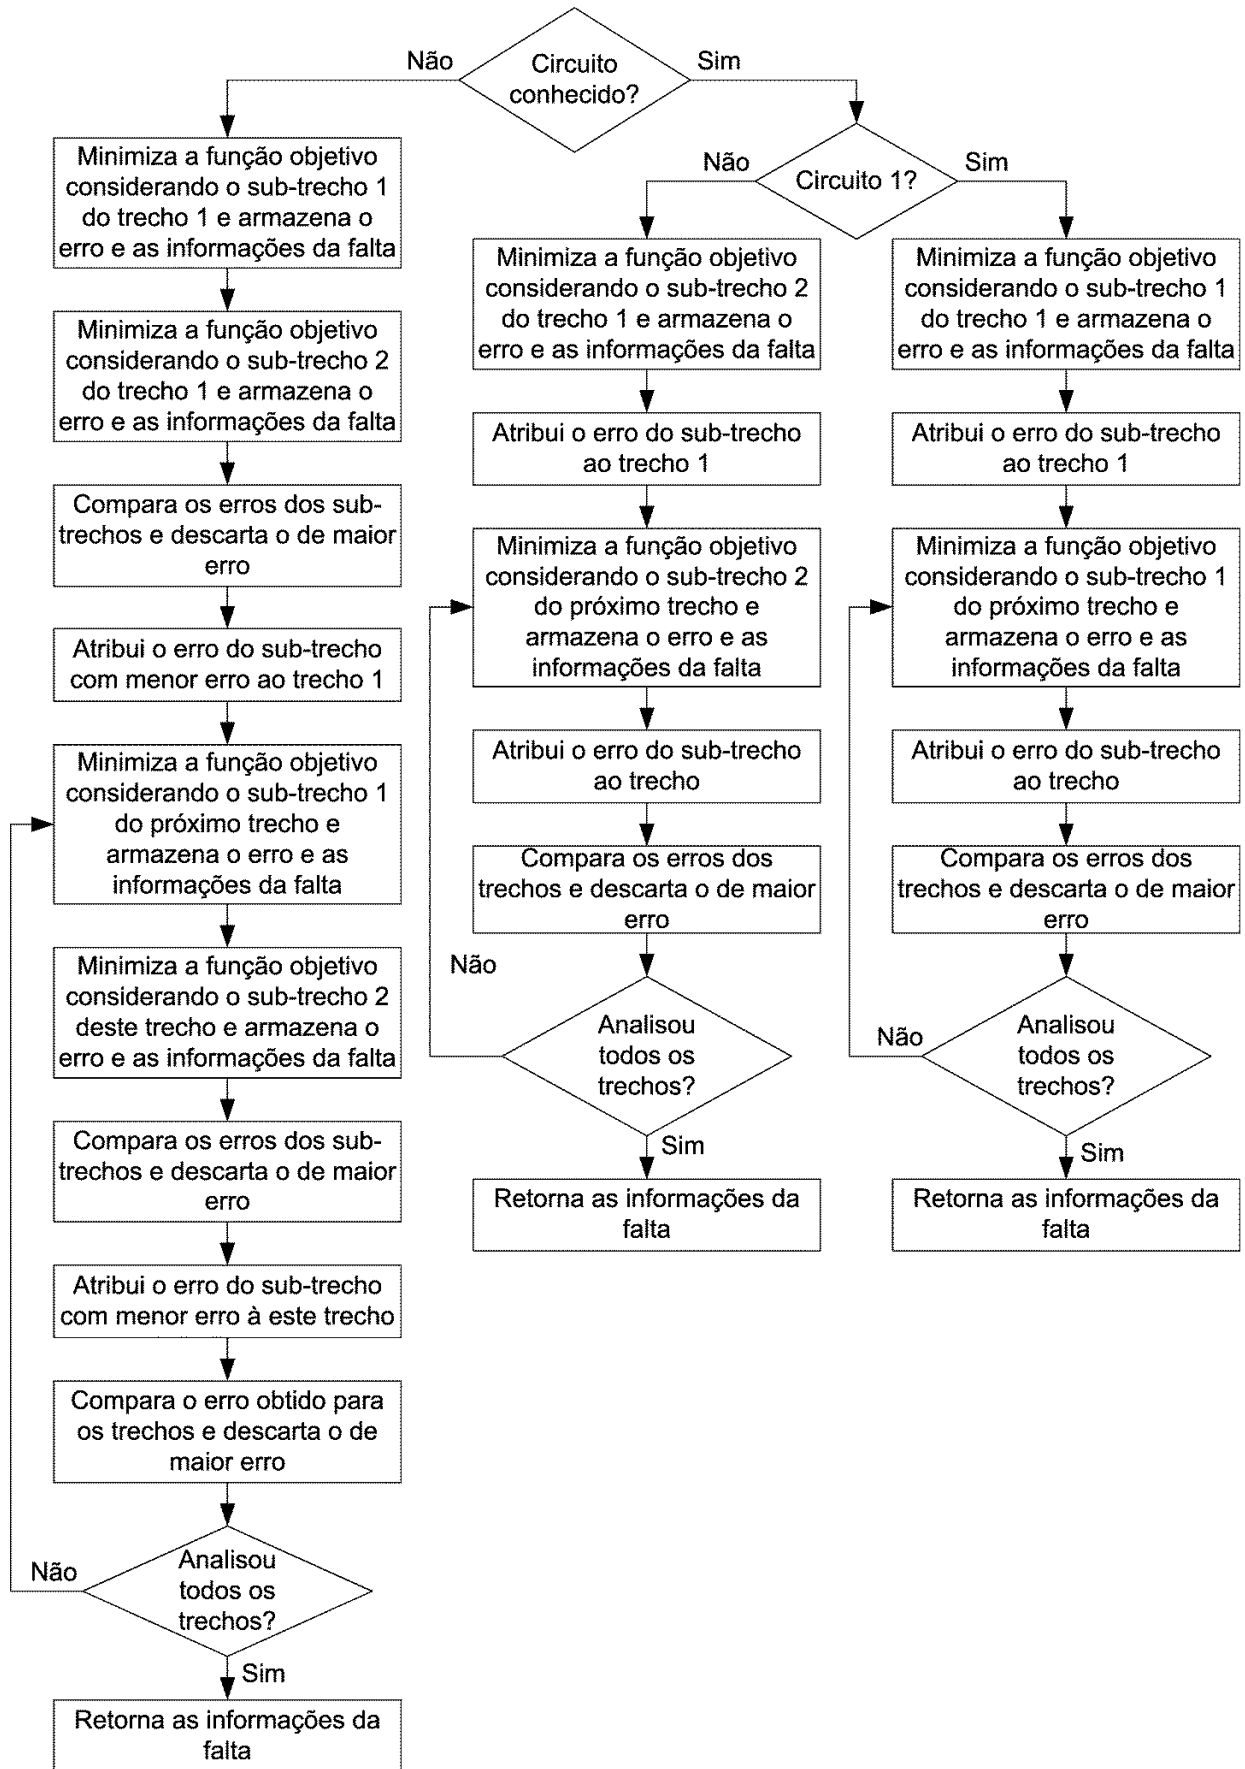 Circuito
conhecido?
Não
Sim
Minimiza a função objetivo
considerando o sub-trecho 1
do trecho 1 e armazena o
erro e as informações da falta
Minimiza a função objetivo
considerando o sub-trecho 2
do trecho 1 e armazena o
erro e as informações da falta
Compara os erros dos sub-
trechos e descarta o de maior
erro
Atribui o erro do sub-trecho
com menor erro ao trecho 1
Minimiza a função objetivo
considerando o sub-trecho 1
do próximo trecho e
armazena o erro e as
informações da falta
Minimiza a função objetivo
considerando o sub-trecho 2
deste trecho e armazena o
erro e as informações da falta
Compara os erros dos sub-
trechos e descarta o de maior
erro
Atribui o erro do sub-trecho
com menor erro à este trecho
Compara o erro obtido para
os trechos e descarta o de
maior erro
Não
Analisou
todos os
trechos?
Sim
Retorna as informações da
falta
Circuito 1?
Não
Sim
Minimiza a função objetivo
considerando o sub-trecho 2
do trecho 1 e armazena o
erro e as informações da falta
Atribui o erro do sub-trecho
ao trecho 1
Minimiza a função objetivo
considerando o sub-trecho 2
do próximo trecho e
armazena o erro e as
informações da falta
Atribui o erro do sub-trecho
ao trecho
Compara os erros dos
trechos e descarta o de maior
erro
Não
Analisou
todos os
trechos?
Sim
Retorna as informações da
falta
Minimiza a função objetivo
considerando o sub-trecho 1
do trecho 1 e armazena o
erro e as informações da falta
Atribui o erro do sub-trecho
ao trecho 1
Minimiza a função objetivo
considerando o sub-trecho 1
do próximo trecho e
armazena o erro e as
informações da falta
Atribui o erro do sub-trecho
ao trecho
Compara os erros dos
trechos e descarta o de maior
erro
Não
Analisou
todos os
trechos?
Sim
Retorna as informações da
falta